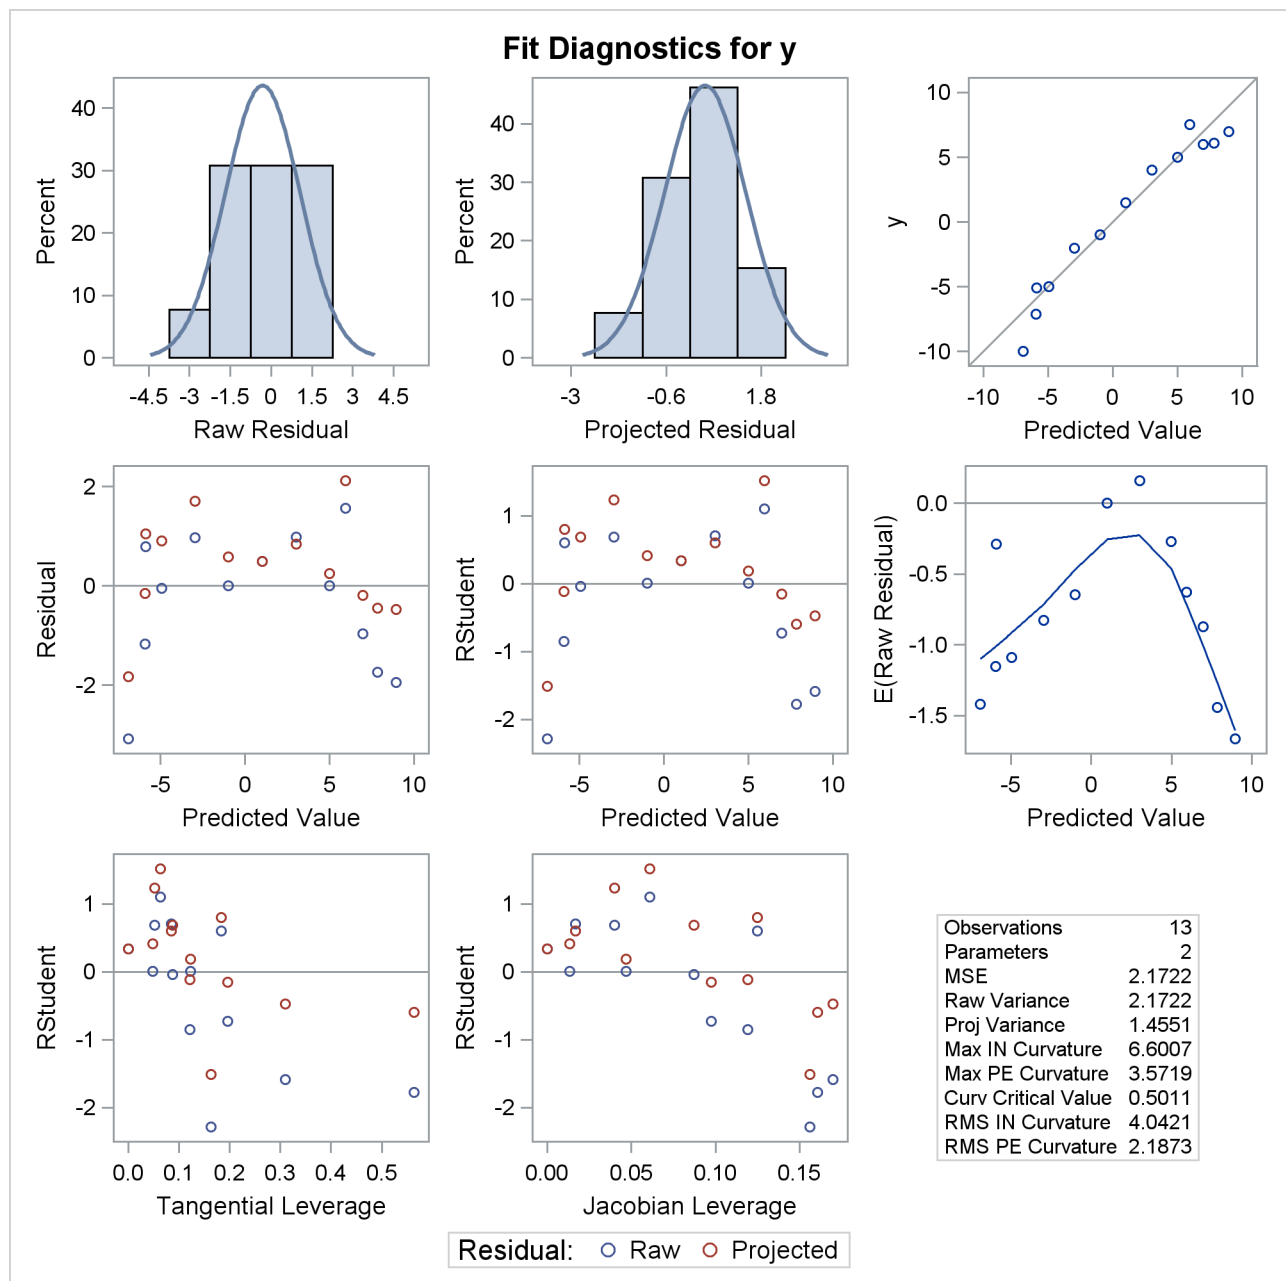 Fit Diagnostics for y
Percent
40
30
20
10
0
-4.5 -3 -1.5 0 1.5 3 4.5
Raw Residual
Percent
40
30
20
10
0
-3 -0.6 1.8
Projected Residual
y
10
5
0
-5
-10
-10 -5 0 5 10
Predicted Value
Residual
2
0
-2
-5 0 5 10
Predicted Value
RStudent
1
0
-1
-2
-5 0 5 10
Predicted Value
E(Raw Residual)
0.0
-0.5
-1.0
-1.5
-5 0 5 10
Predicted Value
RStudent
1
0
-1
-2
0.0 0.1 0.2 0.3 0.4 0.5
Tangential Leverage
RStudent
1
0
-1
-2
0.00 0.05 0.10 0.15
Jacobian Leverage
Observations 13
Parameters 2
MSE 2.1722
Raw Variance 2.1722
Proj Variance 1.4551
Max IN Curvature 6.6007
Max PE Curvature 3.5719
Curv Critical Value 0.5011
RMS IN Curvature 4.0421
RMS PE Curvature 2.1873
Residual: Raw Projected